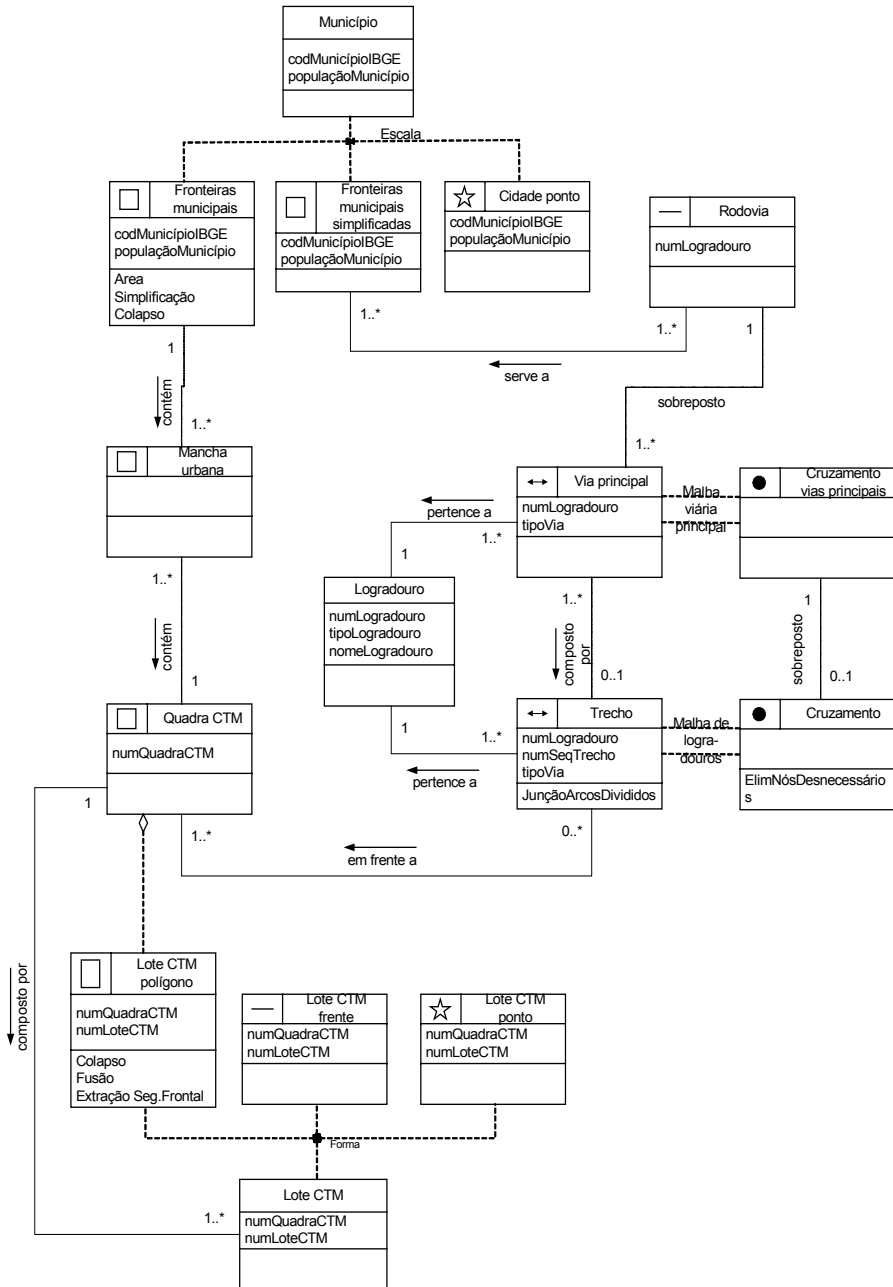 Município
codMunicípioIBGE
populaçãoMunicípio
Escala
Fronteiras
municipais
codMunicípioIBGE
populaçãoMunicípio
Area
Simplificação
Colapso
Fronteiras
municipais
simplificadas
codMunicípioIBGE
populaçãoMunicípio
Cidade ponto
codMunicípioIBGE
populaçãoMunicípio
Rodovia
numLogradouro
1..*
1..*
serve a
1
sobreposto
1..*
1
contém
1..*
Mancha
urbana
Via principal
numLogradouro
tipoVia
Malha
viária
principal
Cruzamento
vias principais
pertence a
1..*
1
Logradouro
numLogradouro
tipoLogradouro
nomeLogradouro
1..*
contém
1
1..*
composto
por
0..1
1
sobreposto
0..1
Quadra CTM
numQuadraCTM
1
1..*
pertence a
Trecho
numLogradouro
numSeqTrecho
tipoVia
JunçãoArcosDivididos
Malha de
logra-
douros
Cruzamento
ElimNósDesnecessário
s
1
1..*
0..*
em frente a
composto por
Lote CTM
polígono
numQuadraCTM
numLoteCTM
Colapso
Fusão
Extração Seg.Frontal
Lote CTM
frente
numQuadraCTM
numLoteCTM
Lote CTM
ponto
numQuadraCTM
numLoteCTM
Forma
1..*
Lote CTM
numQuadraCTM
numLoteCTM